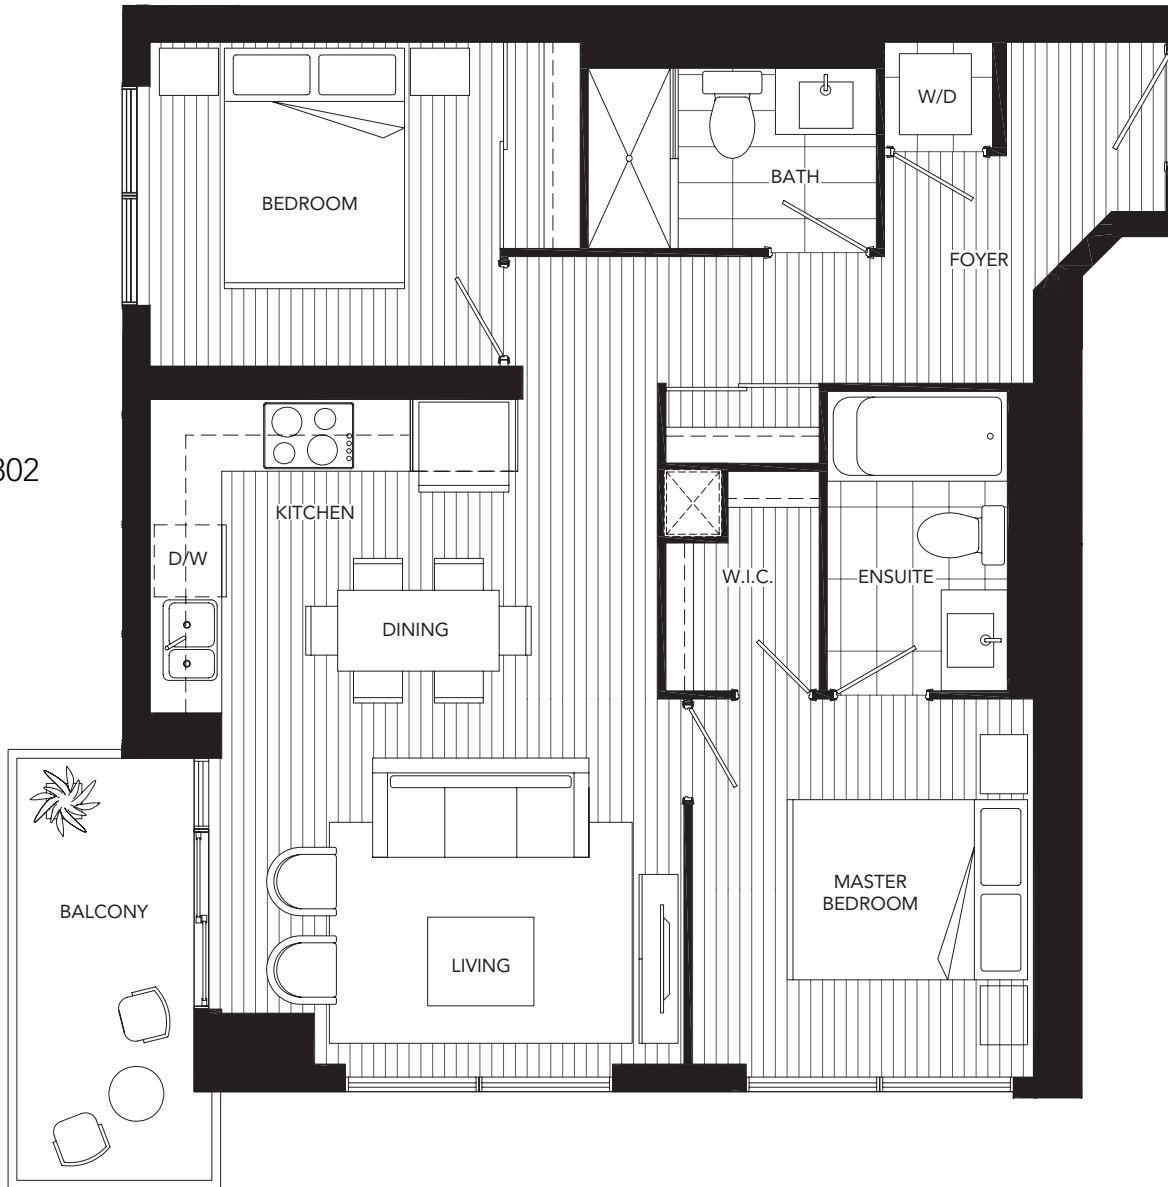 W/D
BATH
BEDROOM
FOYER
302
KITCHEN
D/W
W.I.C.
ENSUITE
DINING
MASTER
BEDROOM
BALCONY
LIVING